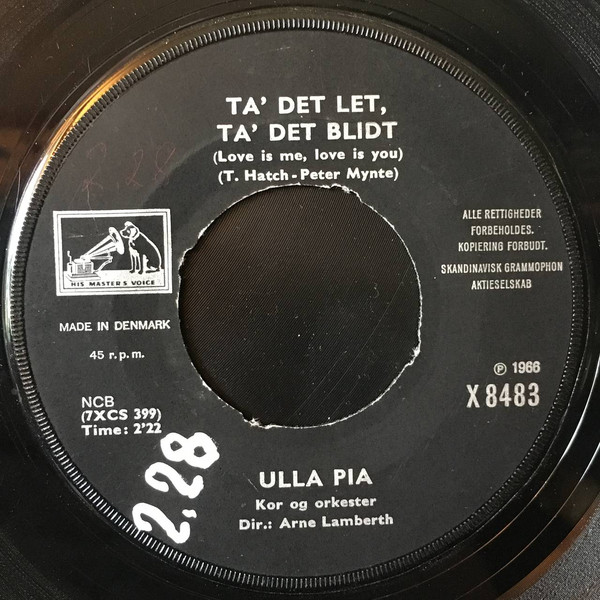 TA' DET LET,
TA' DET BLIDT
(Love is me, love is you)
(T. Hatch - Peter Mynte)
R.28
HIS MASTER'S VOICE
MADE IN DENMARK
45 r.p.m.
NCB
(7XCS 399)
Time: 2'22
ALLE RETTIGHEDER
FORBEHOLDES.
KOPIERING FORBUDT.
SKANDINAVISK GRAMMOPHON
AKTIESELSKAB
℗ 1966
X 8483
2,28
ULLA PIA
Kor og orkester
Dir.: Arne Lamberth